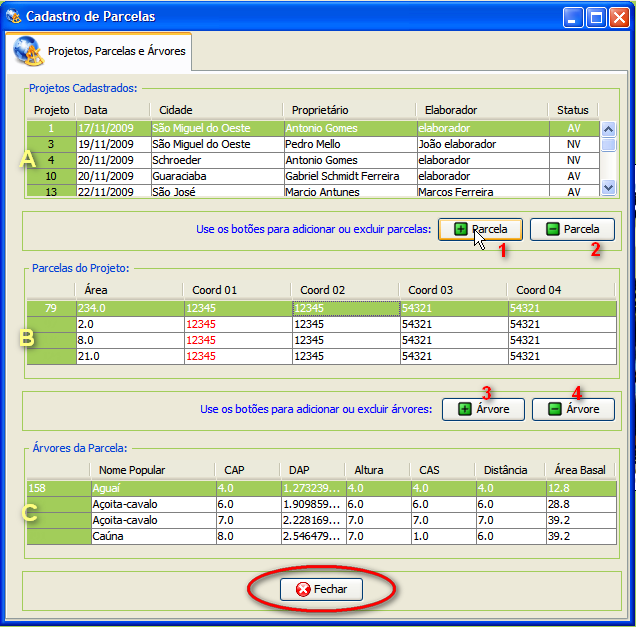 Cadastro de Parcelas
Projetos, Parcelas e Árvores
Projetos Cadastrados:
Projeto Data Cidade Proprietário Elaborador Status
1 17/11/2009 São Miguel do Oeste Antonio Gomes elaborador AV
3 19/11/2009 São Miguel do Oeste Pedro Mello João elaborador NV
A 4 20/11/2009 Schroeder Antonio Gomes elaborador NV
10 20/11/2009 Guaraciaba Gabriel Schmidt Ferreira elaborador AV
13 22/11/2009 São José Marcio Antunes Marcos Ferreira AV
Use os botões para adicionar ou excluir parcelas: Parcela Parcela
1 2
Parcelas do Projeto:
Área Coord 01 Coord 02 Coord 03 Coord 04
79 234.0 12345 12345 54321 54321
2.0 12345 12345 54321 54321
B 8.0 12345 12345 54321 54321
21.0 12345 12345 54321 54321
3 4
Use os botões para adicionar ou excluir árvores: Árvore Árvore
Árvores da Parcela:
Nome Popular CAP DAP Altura CAS Distância Área Basal
158 Aguaí 4.0 1.273239... 4.0 4.0 4.0 12.8
Açoita-cavalo 6.0 1.909859... 6.0 6.0 6.0 28.8
C Açoita-cavalo 7.0 2.228169... 7.0 7.0 7.0 39.2
Caúna 8.0 2.546479... 7.0 1.0 6.0 39.2
Fechar